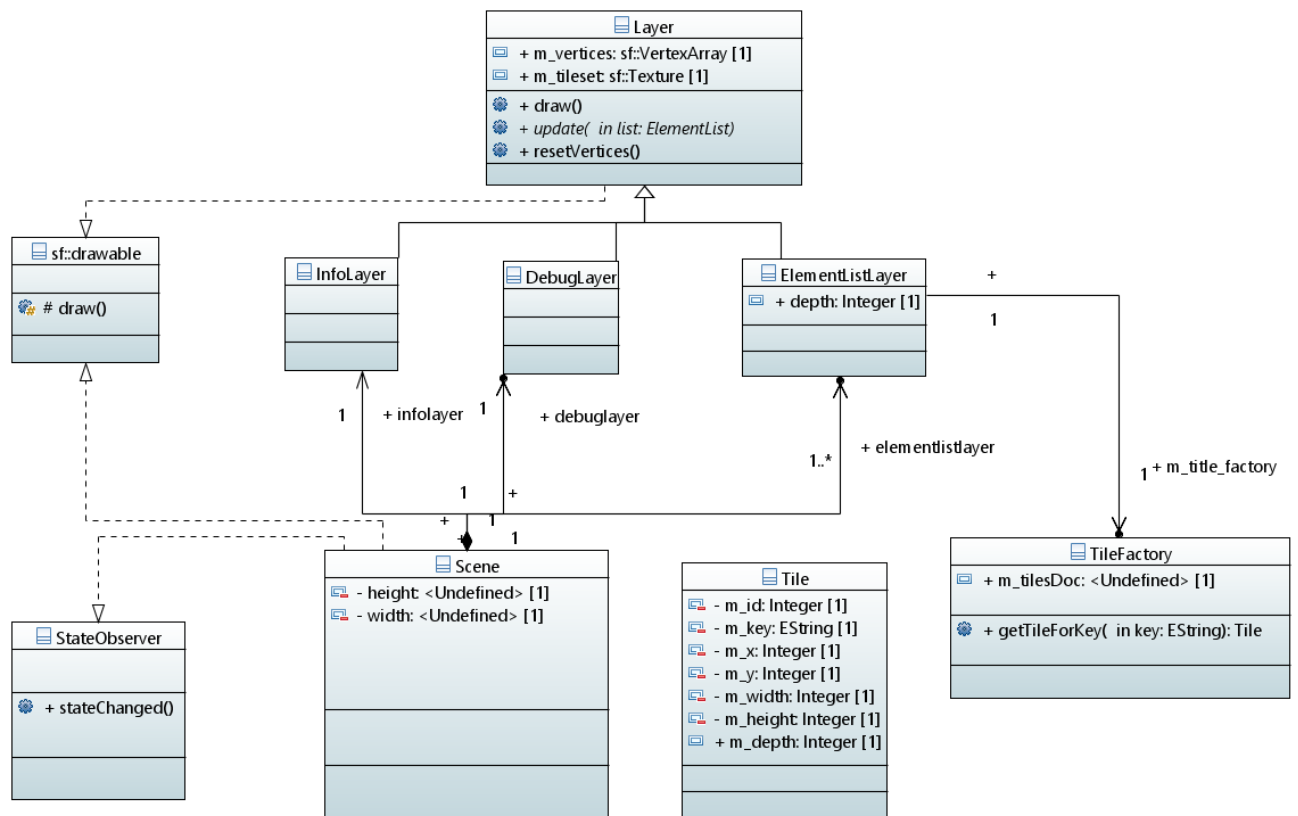 Layer
+ m_vertices: sf::VertexArray [1]
+ m_tileset: sf::Texture [1]
+ draw()
+ update( in list: ElementList)
+ resetVertices()
sf::drawable
# draw()
InfoLayer
DebugLayer
ElementListLayer
+ depth: Integer [1]
+
1
1
+ infolayer
1
+ debuglayer
+ elementlistlayer
1..*
+ m_title_factory
1
1
+
+
1
+
1
Scene
- height: <Undefined> [1]
- width: <Undefined> [1]
StateObserver
+ stateChanged()
Tile
- m_id: Integer [1]
- m_key: EString [1]
- m_x: Integer [1]
- m_y: Integer [1]
- m_width: Integer [1]
- m_height: Integer [1]
+ m_depth: Integer [1]
TileFactory
+ m_tilesDoc: <Undefined> [1]
+ getTileForKey( in key: EString): Tile